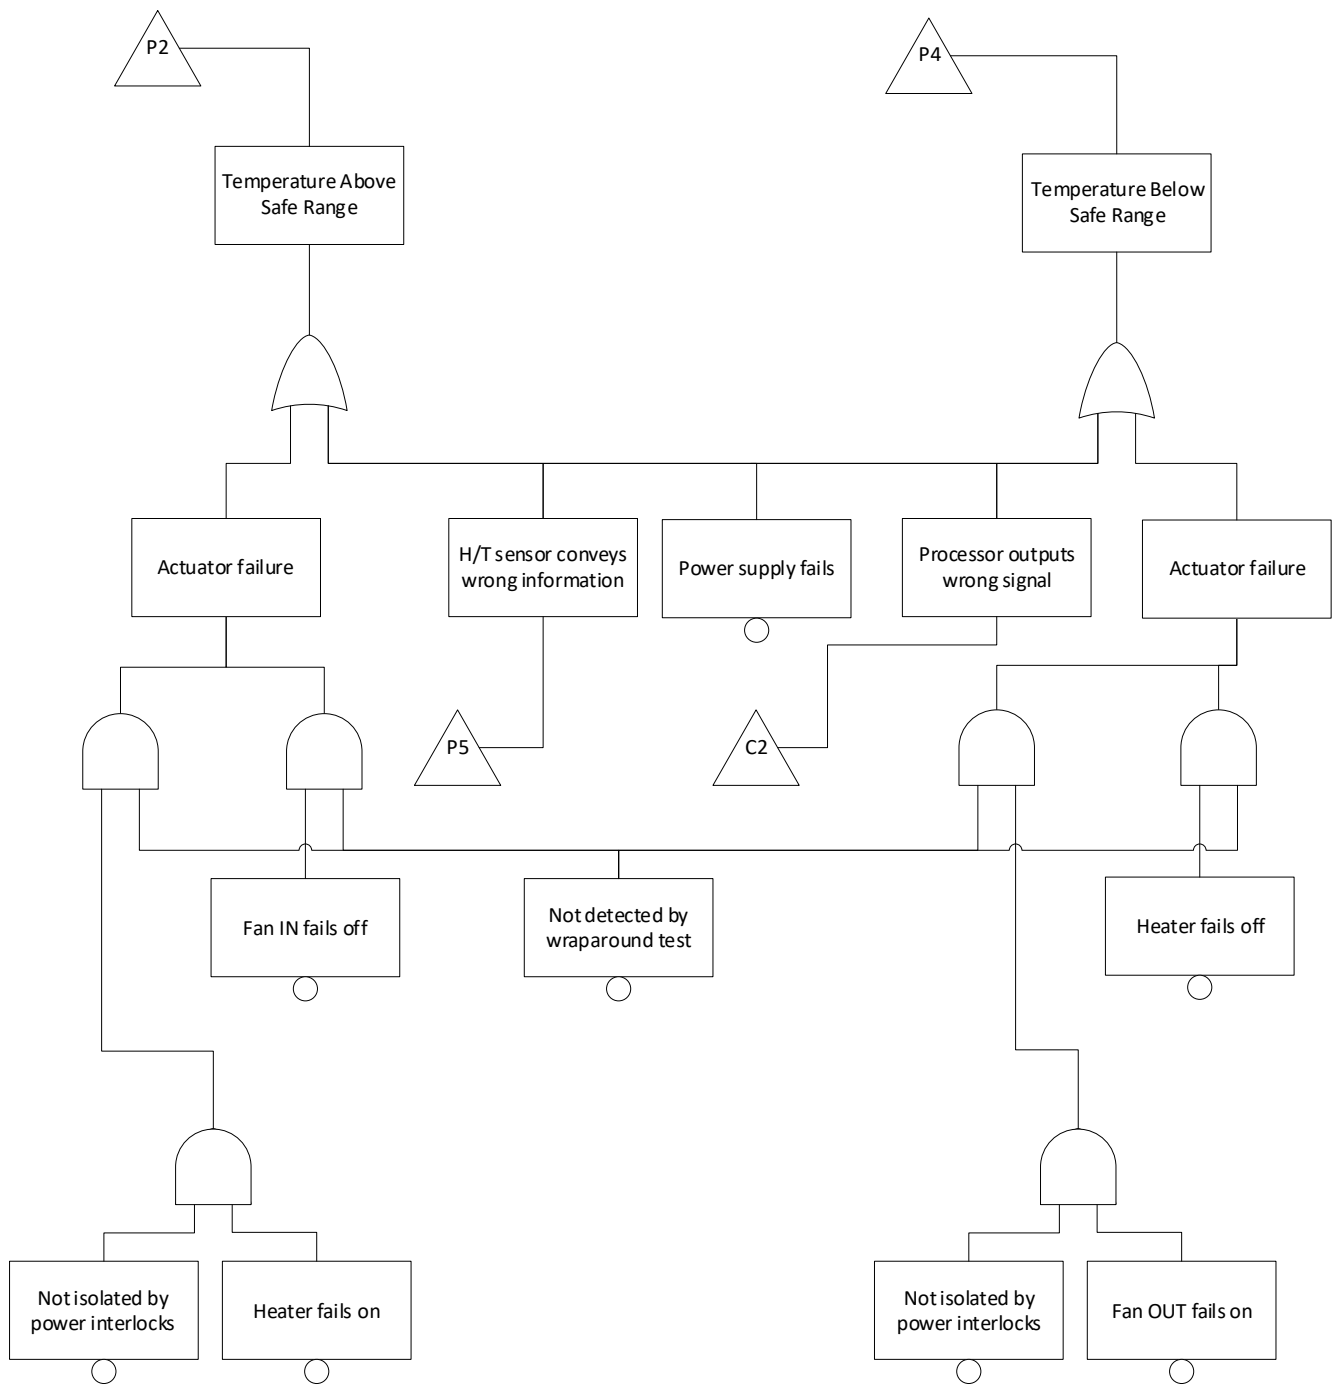 P2
P4
Temperature Above
Safe Range
Temperature Below
Safe Range
Actuator failure
H/T sensor conveys
wrong information
Power supply fails
Processor outputs
wrong signal
Actuator failure
P5
C2
Fan IN fails off
Not detected by
wraparound test
Heater fails off
Not isolated by
power interlocks
Heater fails on
Not isolated by
power interlocks
Fan OUT fails on